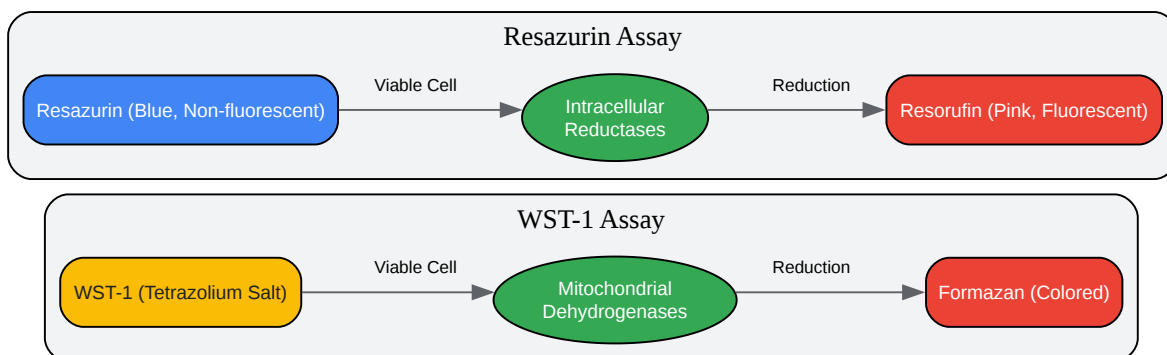 Resazurin Assay
Resazurin (Blue, Non-fluorescent)
Viable Cell
Intracellular
Reductases
Reduction
Resorufin (Pink, Fluorescent)
WST-1 Assay
WST-1 (Tetrazolium Salt)
Viable Cell
Mitochondrial
Dehydrogenases
Reduction
Formazan (Colored)